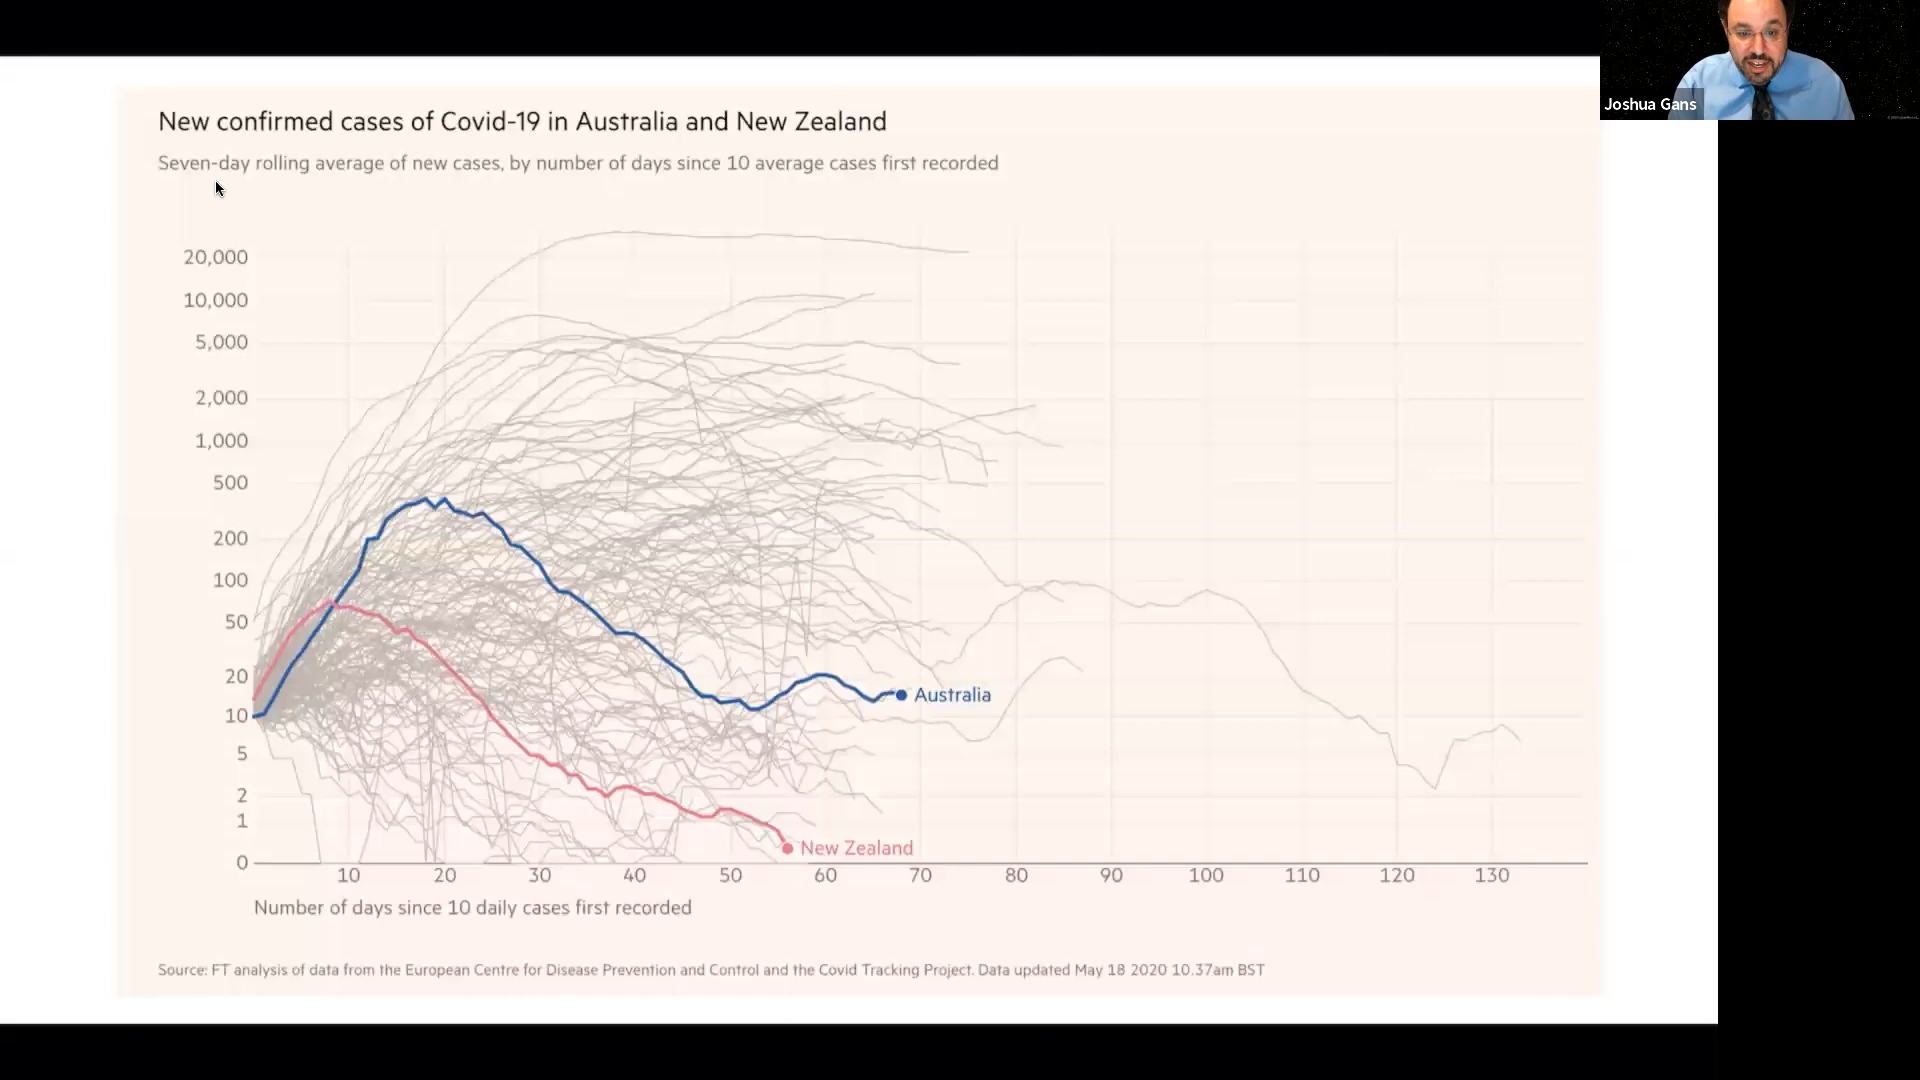 Joshua Gans
New confirmed cases of Covid-19 in Australia and New Zealand
Seven-day rolling average of new cases, by number of days since 10 average cases first recorded
20,000
10,000
5,000
2,000
1,000
500
200
100
50
20
10
5
2
1
0
Australia
New Zealand
10 20 30 40 50 60 70 80 90 100 110 120 130
Number of days since 10 daily cases first recorded
Source: FT analysis of data from the European Centre for Disease Prevention and Control and the Covid Tracking Project. Data updated May 18 2020 10.37am BST